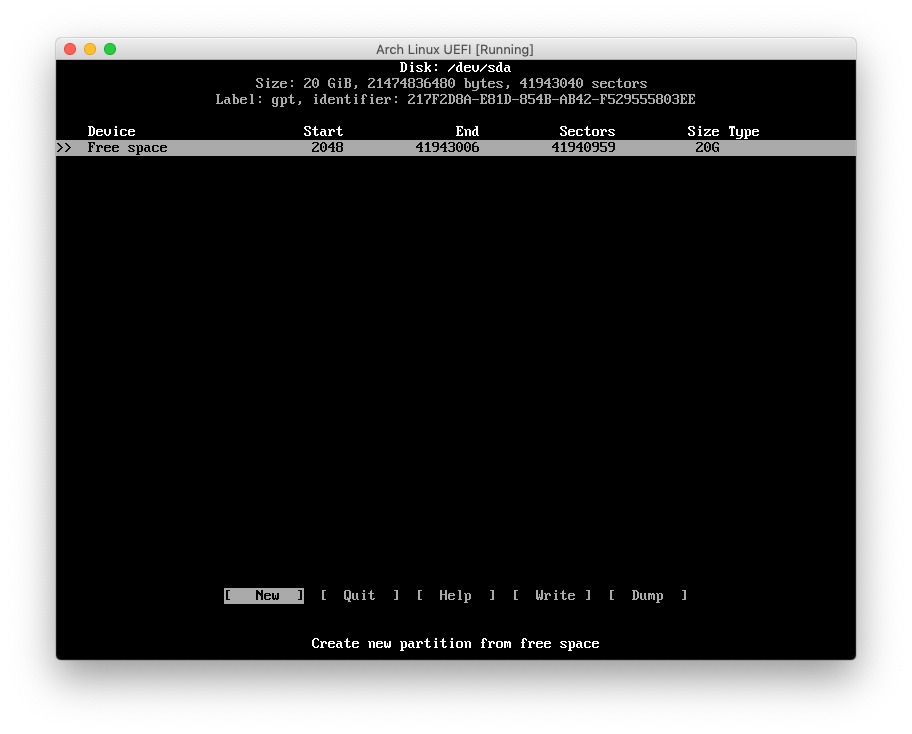 Arch Linux UEFI [Running]
Disk: /dev/sda
Size: 20 GiB, 21474836480 bytes, 41943040 sectors
Label: gpt, identifier: 217F2D8A-E81D-854B-AB42-F529555803EE
Device Start End Sectors Size Type
>> Free space 2048 41943006 41940959 20G
[ New ] [ Quit ] [ Help ] [ Write ] [ Dump ]
Create new partition from free space